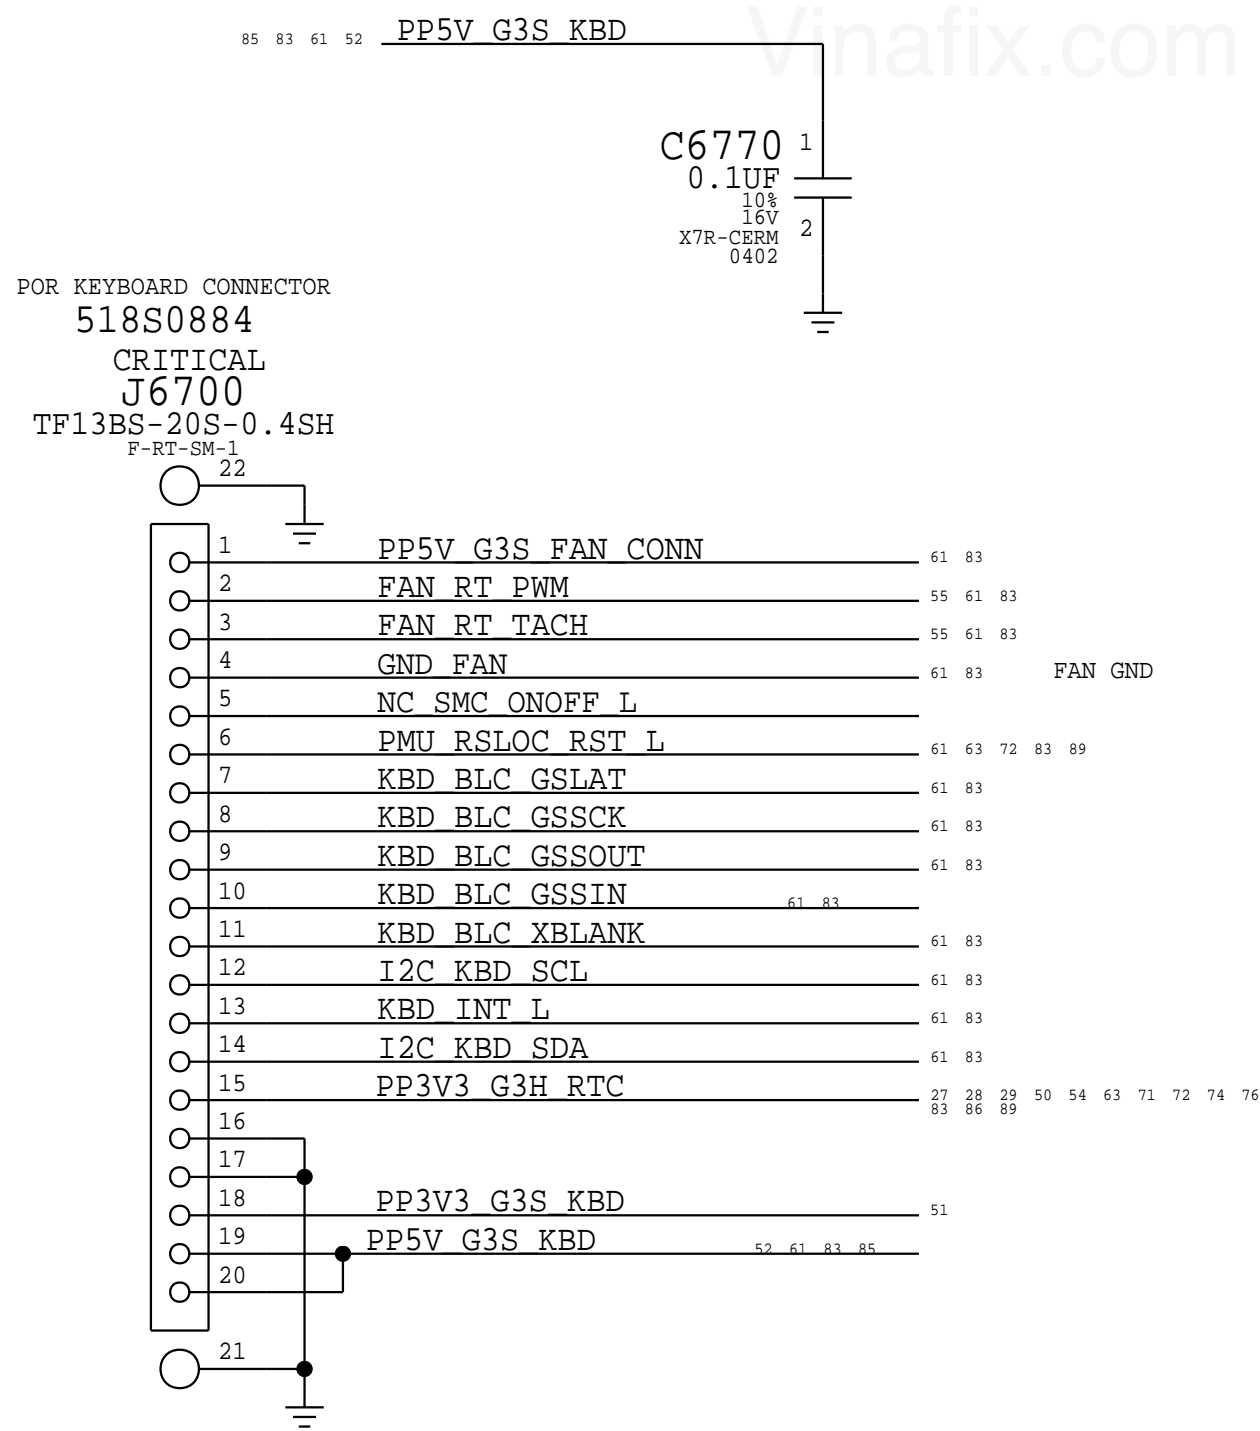 Vinafix.com
85 83 61 52 PP5V_G3S_KBD
C6770 1
0.1UF
10%
16V
X7R-CERM
0402
2
POR KEYBOARD CONNECTOR
518S0884
CRITICAL
J6700
TF13BS-20S-0.4SH
F-RT-SM-1
22
1 PP5V_G3S_FAN_CONN 61 83
2 FAN_RT_PWM 55 61 83
3 FAN_RT_TACH 55 61 83
4 GND_FAN 61 83 FAN GND
5 NC_SMC_ONOFF_L
6 PMU_RSLOC_RST_L 61 63 72 83 89
7 KBD_BLC_GSLAT 61 83
8 KBD_BLC_GSSCK 61 83
9 KBD_BLC_GSSOUT 61 83
10 KBD_BLC_GSSIN 61 83
11 KBD_BLC_XBLANK 61 83
12 I2C_KBD_SCL 61 83
13 KBD_INT_L 61 83
14 I2C_KBD_SDA 61 83
15 PP3V3_G3H_RTC 27 28 29 50 54 63 71 72 74 76
83 86 89
16
17
18 PP3V3_G3S_KBD 51
19 PP5V_G3S_KBD 52 61 83 85
20
21